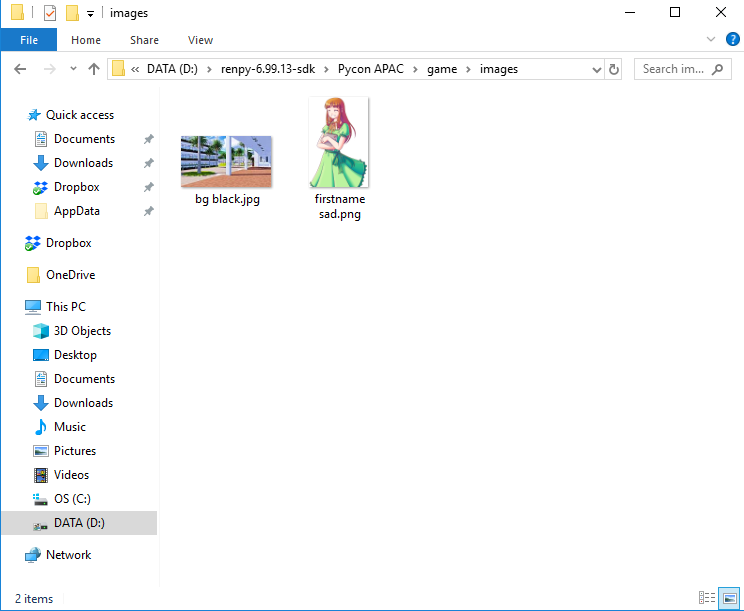 images
File
Home
Share
View
« DATA (D:) › renpy-6.99.13-sdk › Pycon APAC › game › images
Search im...
Quick access
Documents
Downloads
Dropbox
AppData
Dropbox
OneDrive
This PC
3D Objects
Desktop
Documents
Downloads
Music
Pictures
Videos
OS (C:)
DATA (D:)
Network
bg black.jpg
firstname
sad.png
2 items